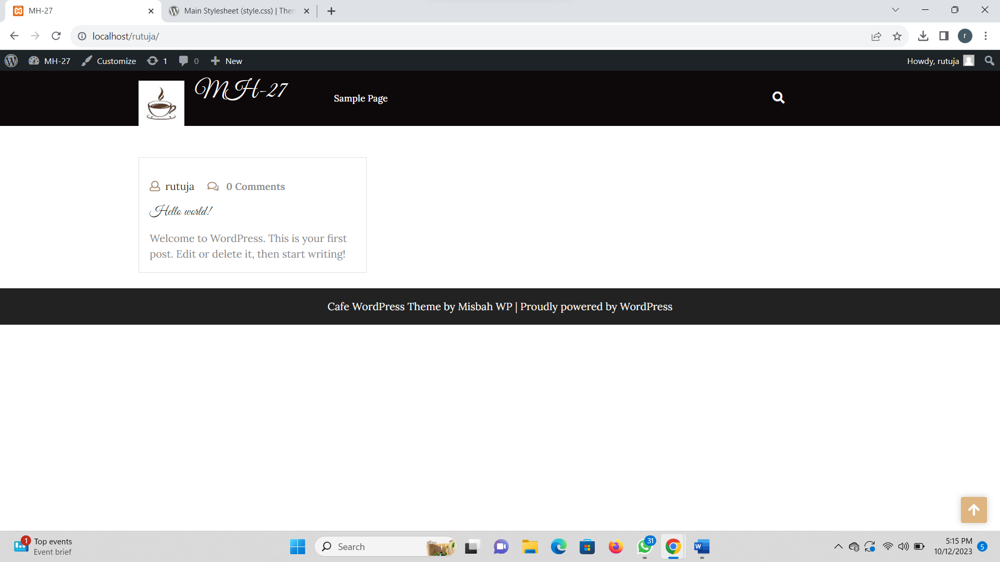 MH-27
Main Stylesheet (style.css) | Then
localhost/rutuja/
r
MH-27 Customize 1 0 New Howdy, rutuja
MH-27
Sample Page
rutuja 0 Comments
Hello world!
Welcome to WordPress. This is your first
post. Edit or delete it, then start writing!
Cafe WordPress Theme by Misbah WP | Proudly powered by WordPress
1
Top events
Event brief
Search
31
W
5:15 PM
10/12/2023
5